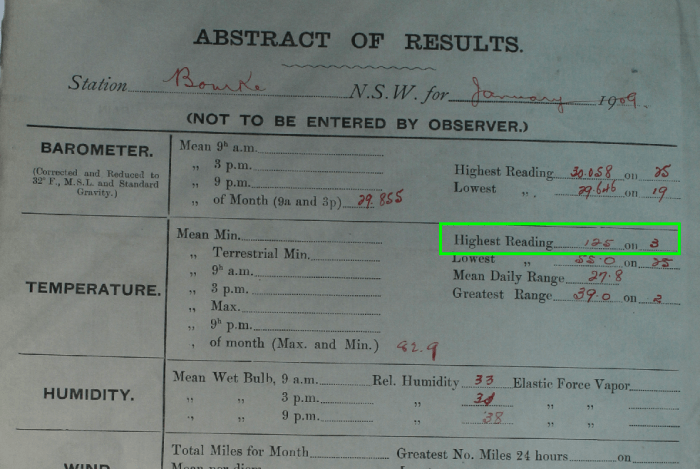 ABSTRACT OF RESULTS.
Station Bourke N.S.W. for January 1909.
(NOT TO BE ENTERED BY OBSERVER.)
BAROMETER.
(Corrected and Reduced to
32° F., M.S.L. and Standard
Gravity.)
Mean 9h a.m.
„ 3 p.m.
„ 9 p.m.
„ of Month (9a and 3p) 29.855
Highest Reading 30.058 on 25
Lowest „ 29.646 on 19
TEMPERATURE.
Mean Min.
„ Terrestrial Min.
„ 9h a.m.
„ 3 p.m.
„ Max.
„ 9h p.m.
„ of month (Max. and Min.) 82.9
Highest Reading 125 on 3
Lowest „ 55.0 on 25
Mean Daily Range 27.8
Greatest Range 39.0 on 2
HUMIDITY.
Mean Wet Bulb, 9 a.m. Rel. Humidity 33 Elastic Force Vapor
„ „ 3 p.m. „ „ „
„ „ 9 p.m. „ 38 „ „
WIND
Total Miles for Month Greatest No. Miles 24 hours on